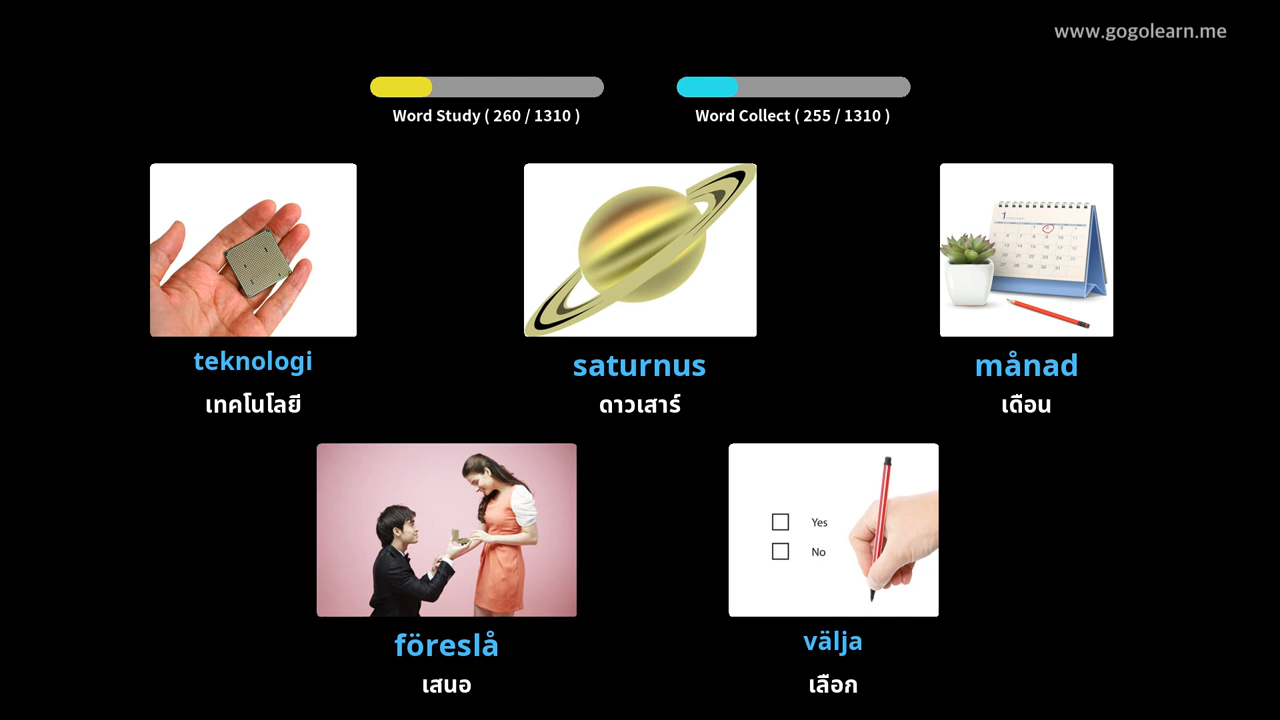 www.gogolearn.me
Word Study ( 260 / 1310 )
Word Collect ( 255 / 1310 )
teknologi
เทคโนโลยี
saturnus
ดาวเสาร์
månad
เดือน
Yes
No
föreslå
เสนอ
välja
เลือก